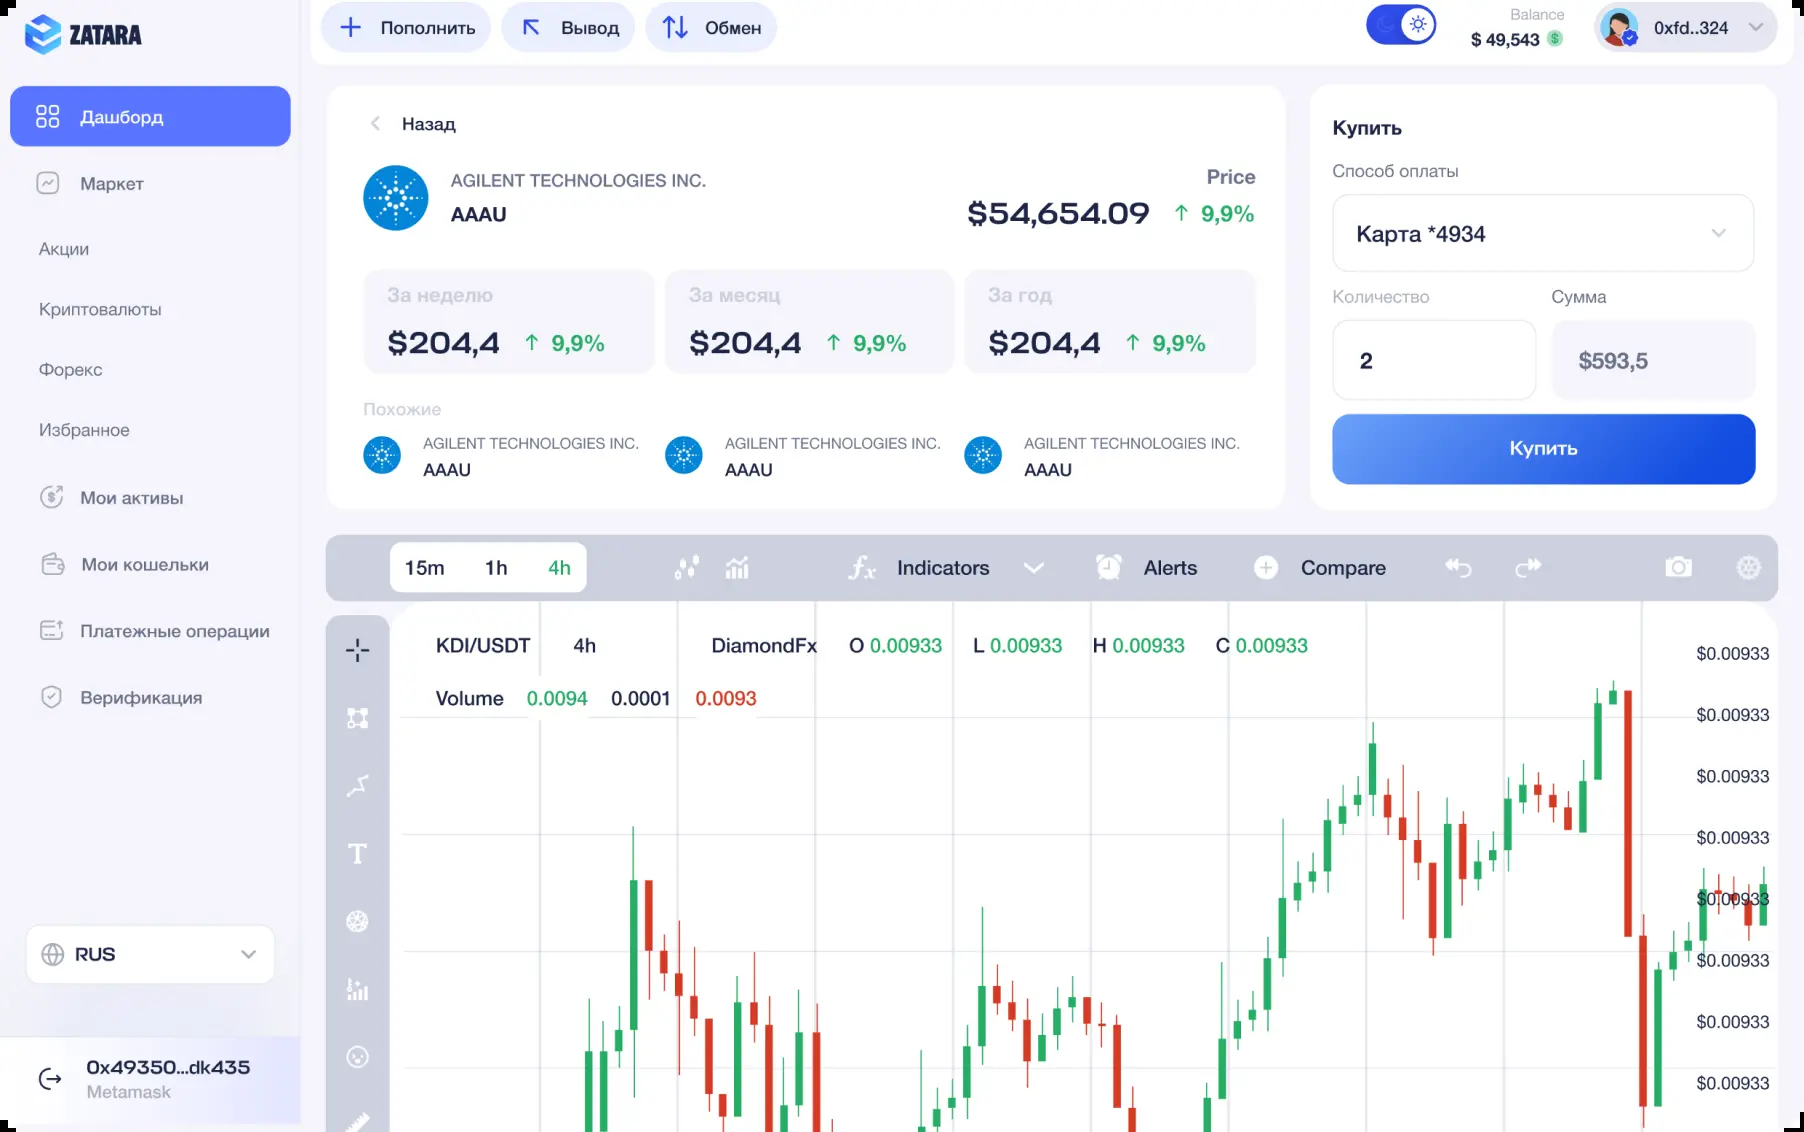 ZATARA
Пополнить
Вывод
Обмен
Balance
$ 49,543
0xfd..324
Дашборд
Маркет
Акции
Криптовалюты
Форекс
Избранное
Мои активы
Мои кошельки
Платежные операции
Верификация
RUS
0x49350...dk435
Metamask
Назад
AGILENT TECHNOLOGIES INC.
AAAU
Price
$54,654.09 ↑ 9,9%
За неделю
$204,4 ↑ 9,9%
За месяц
$204,4 ↑ 9,9%
За год
$204,4 ↑ 9,9%
Похожие
AGILENT TECHNOLOGIES INC.
AAAU
AGILENT TECHNOLOGIES INC.
AAAU
AGILENT TECHNOLOGIES INC.
AAAU
Купить
Способ оплаты
Карта *4934
Количество
Сумма
2
$593,5
Купить
15m 1h 4h
fx Indicators
Alerts
Compare
KDI/USDT 4h DiamondFx O 0.00933 L 0.00933 H 0.00933 C 0.00933
Volume 0.0094 0.0001 0.0093
T
$0.00933
$0.00933
$0.00933
$0.00933
$0.00933
$0.00933
$0.00933
$0.00933